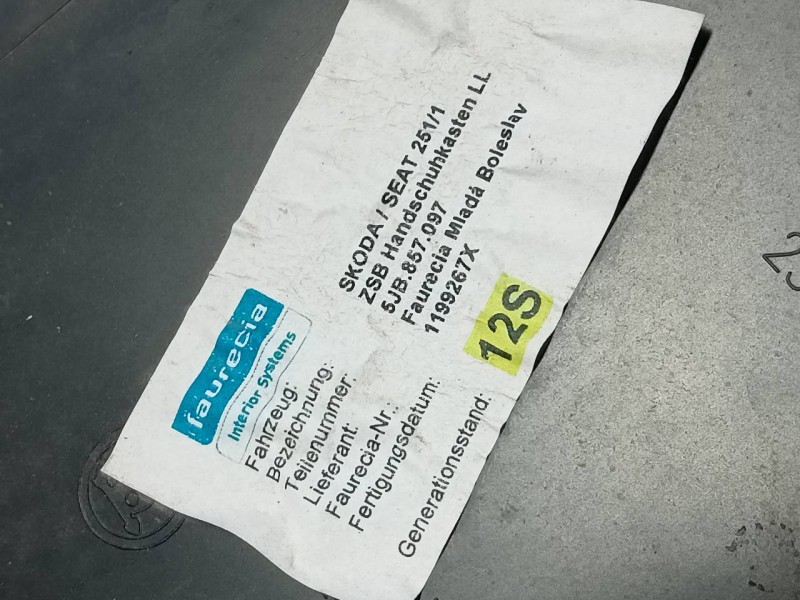 faurecia
Interior Systems
Fahrzeug: SKODA / SEAT 251/1
Bezeichnung: ZSB Handschuhkasten LL
Teilenummer: 5JB.857.097
Lieferant: Faurecia Mladá Boleslav
Faurecia-Nr.: 1199267X
Fertigungsdatum:
Generationsstand: 12S